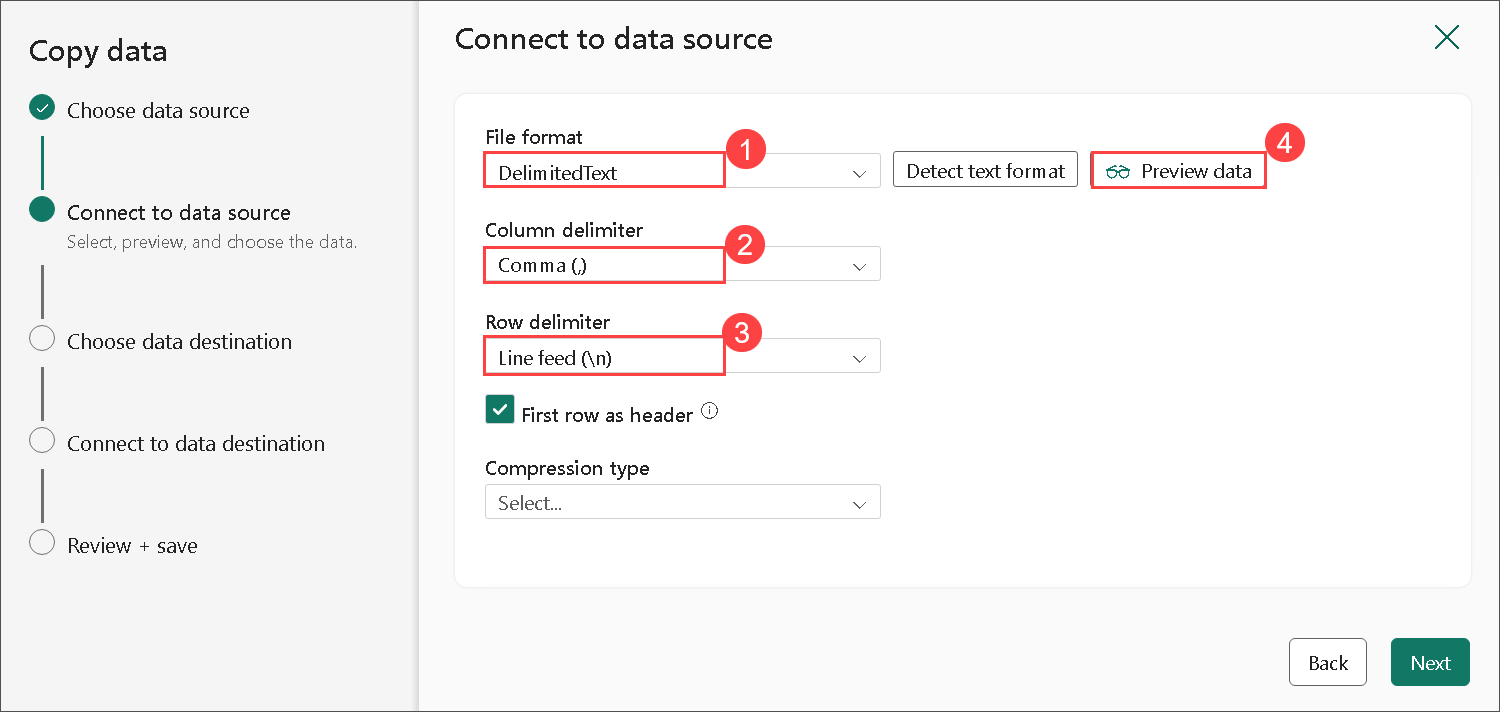 Copy data
Choose data source
Connect to data source
Select, preview, and choose the data.
Choose data destination
Connect to data destination
Review + save
Connect to data source
File format
DelimitedText
1
Detect text format
Preview data
4
Column delimiter
Comma (,)
2
Row delimiter
Line feed (\n)
3
First row as header
Compression type
Select...
Back
Next